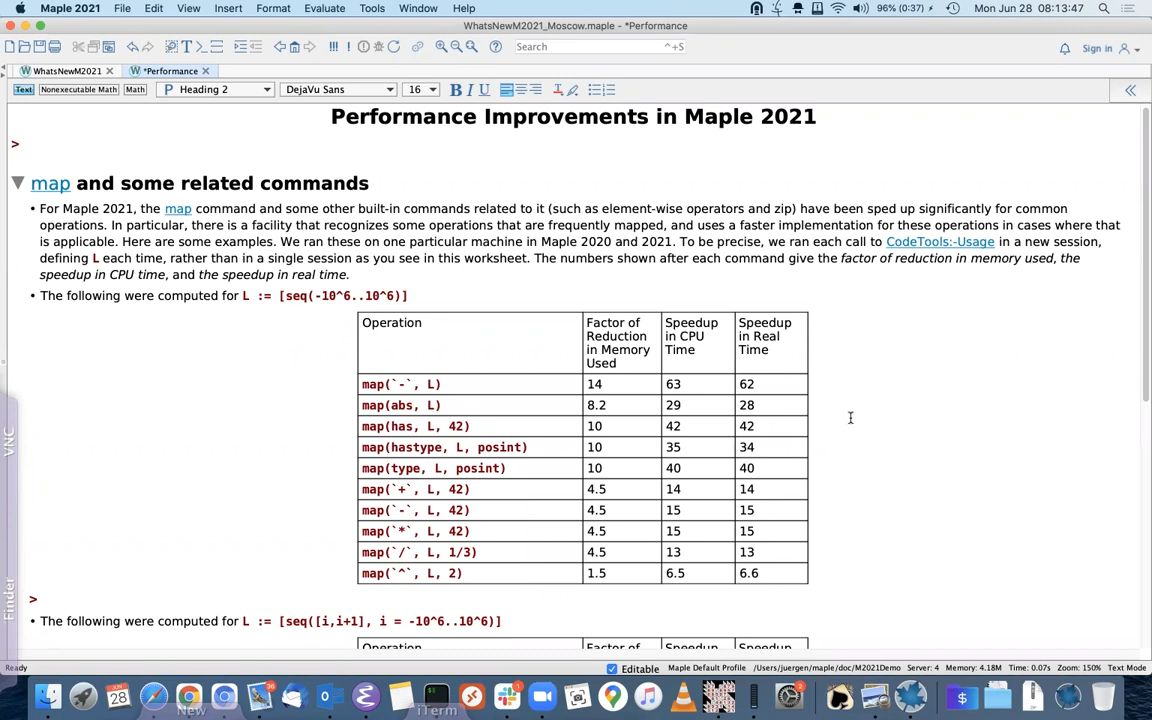 Maple 2021 File Edit View Insert Format Evaluate Tools Window Help 96% (0:37) Mon Jun 28 08:13:47
WhatsNewM2021_Moscow.maple - *Performance
Search ^+S Sign in
WhatsNewM2021 *Performance
Text Nonexecutable Math Math P Heading 2 DejaVu Sans 16 B I U
Performance Improvements in Maple 2021
>
map and some related commands
• For Maple 2021, the map command and some other built-in commands related to it (such as element-wise operators and zip) have been sped up significantly for common
operations. In particular, there is a facility that recognizes some operations that are frequently mapped, and uses a faster implementation for these operations in cases where that
is applicable. Here are some examples. We ran these on one particular machine in Maple 2020 and 2021. To be precise, we ran each call to CodeTools:-Usage in a new session,
defining L each time, rather than in a single session as you see in this worksheet. The numbers shown after each command give the factor of reduction in memory used, the
speedup in CPU time, and the speedup in real time.
• The following were computed for L := [seq(-10^6..10^6)]
Operation Factor of Reduction in Memory Used Speedup in CPU Time Speedup in Real Time
map(`-`, L) 14 63 62
map(abs, L) 8.2 29 28
map(has, L, 42) 10 42 42
map(hastype, L, posint) 10 35 34
map(type, L, posint) 10 40 40
map(`+`, L, 42) 4.5 14 14
map(`-`, L, 42) 4.5 15 15
map(`*`, L, 42) 4.5 15 15
map(`/`, L, 1/3) 4.5 13 13
map(`^`, L, 2) 1.5 6.5 6.6
>
• The following were computed for L := [seq([i,i+1], i = -10^6..10^6)]
Operation Factor of Speedup Speedup
VNC
Finder
Ready Editable Maple Default Profile /Users/juergen/maple/doc/M2021Demo Server: 4 Memory: 4.18M Time: 0.07s Zoom: 150% Text Mode
New iTerm